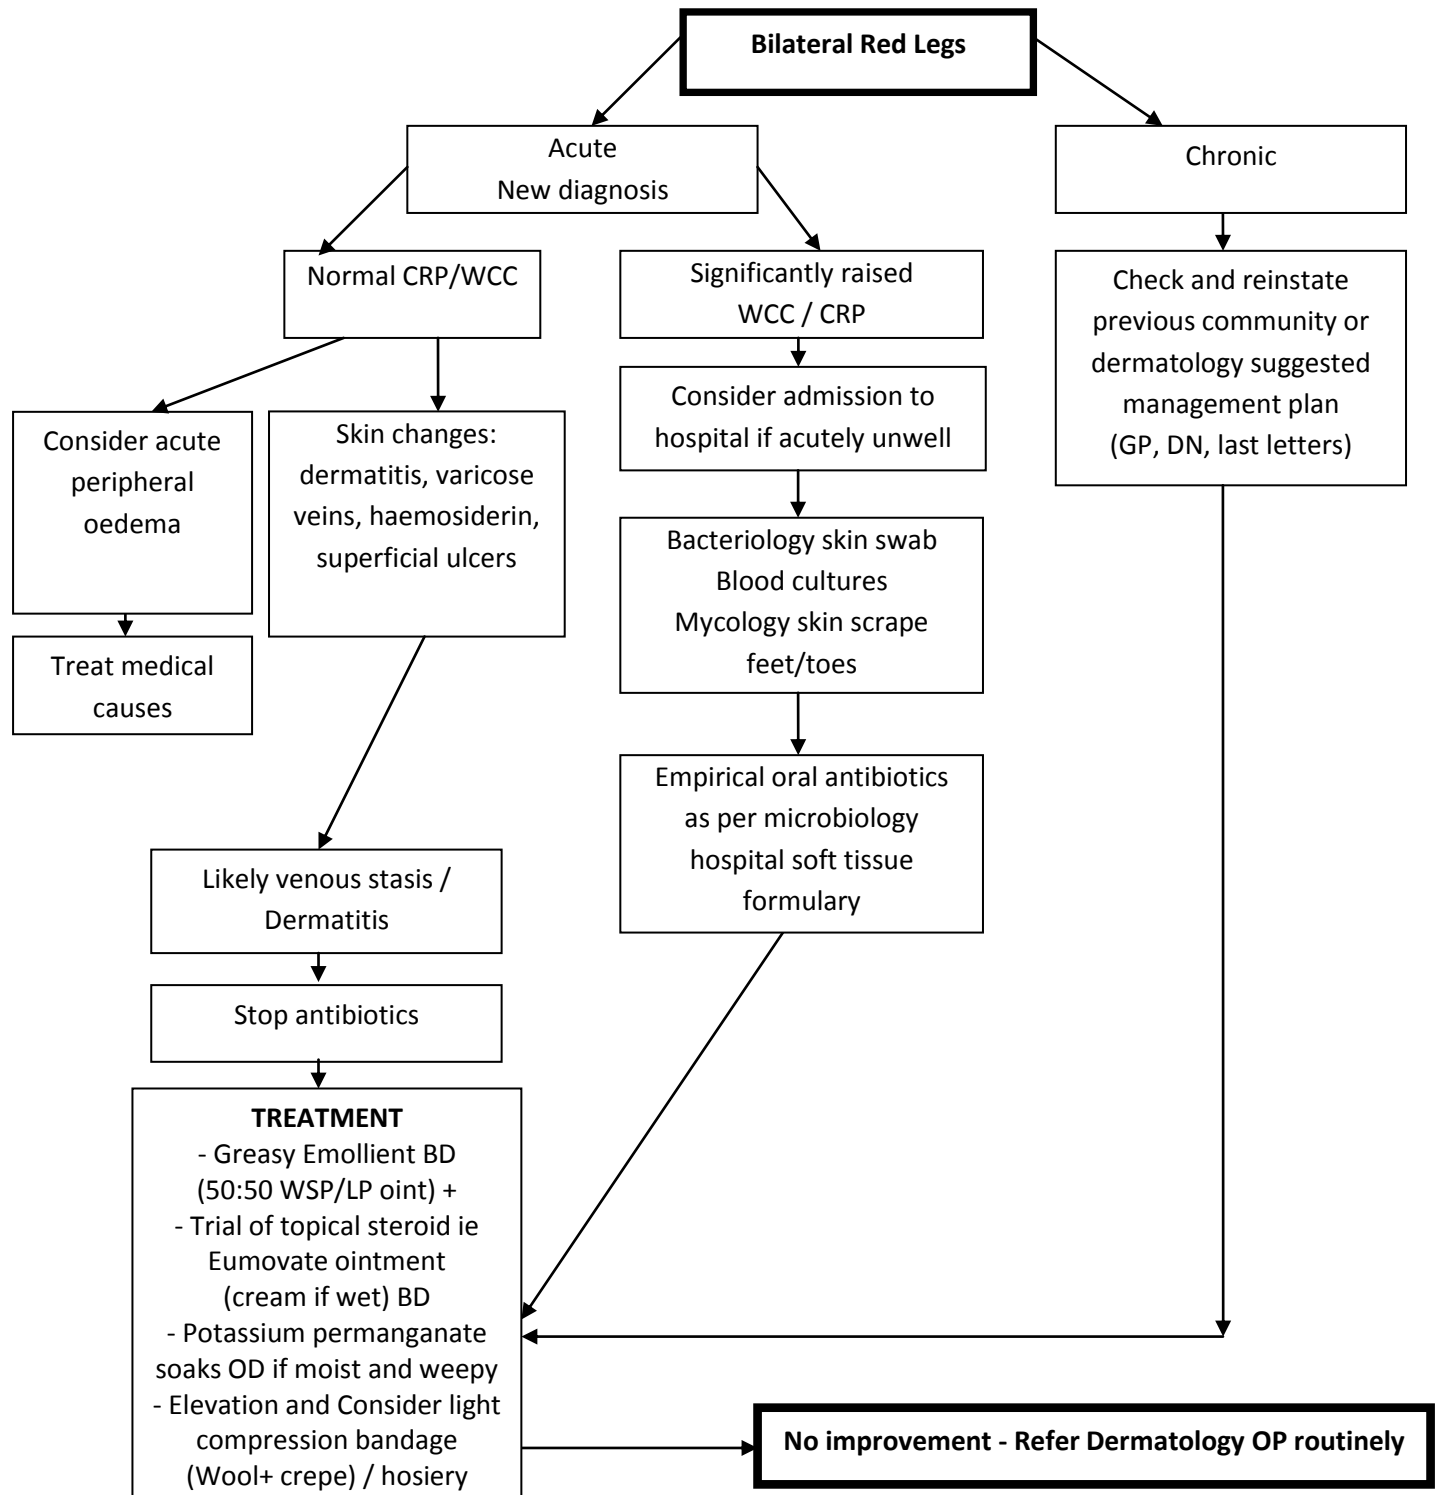 Bilateral Red Legs
Acute
New diagnosis
Chronic
Normal CRP/WCC
Significantly raised
WCC / CRP
Check and reinstate
previous community or
dermatology suggested
management plan
(GP, DN, last letters)
Consider acute
peripheral
oedema
Skin changes:
dermatitis, varicose
veins, haemosiderin,
superficial ulcers
Consider admission to
hospital if acutely unwell
Treat medical
causes
Bacteriology skin swab
Blood cultures
Mycology skin scrape
feet/toes
Empirical oral antibiotics
as per microbiology
hospital soft tissue
formulary
Likely venous stasis /
Dermatitis
Stop antibiotics
TREATMENT
- Greasy Emollient BD
(50:50 WSP/LP oint) +
- Trial of topical steroid ie
Eumovate ointment
(cream if wet) BD
- Potassium permanganate
soaks OD if moist and weepy
- Elevation and Consider light
compression bandage
(Wool+ crepe) / hosiery
No improvement - Refer Dermatology OP routinely